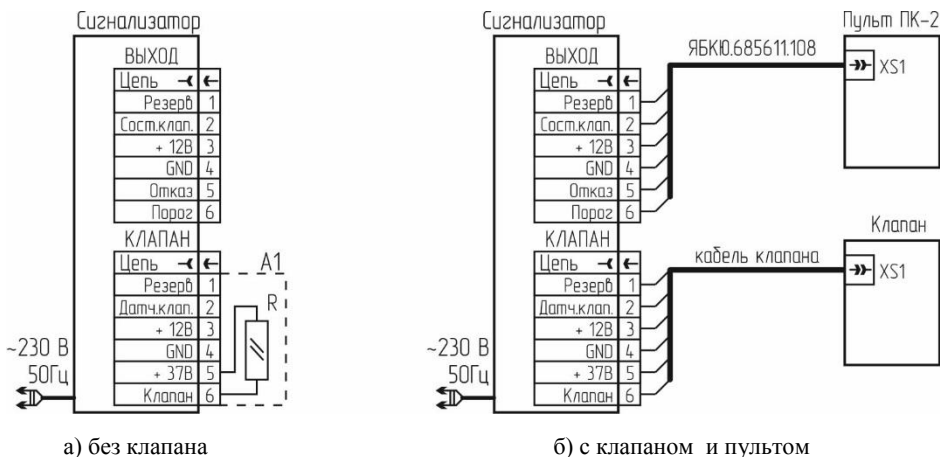 Сигнализатор
ВЫХОД
Цепь
Резерв 1
Сост.клап. 2
+ 12В 3
GND 4
Отказ 5
Порог 6
КЛАПАН
Цепь
A1
Резерв 1
R
Датч.клап. 2
+ 12В 3
GND 4
+ 37В 5
Клапан 6
~230 В
50Гц
а) без клапана
Сигнализатор
ВЫХОД
Цепь
Резерв 1
Сост.клап. 2
+ 12В 3
GND 4
Отказ 5
Порог 6
КЛАПАН
Цепь
Резерв 1
Датч.клап. 2
+ 12В 3
GND 4
+ 37В 5
Клапан 6
~230 В
50Гц
ЯБКЮ.685611.108
Пульт ПК-2
XS1
кабель клапана
Клапан
XS1
б) с клапаном и пультом